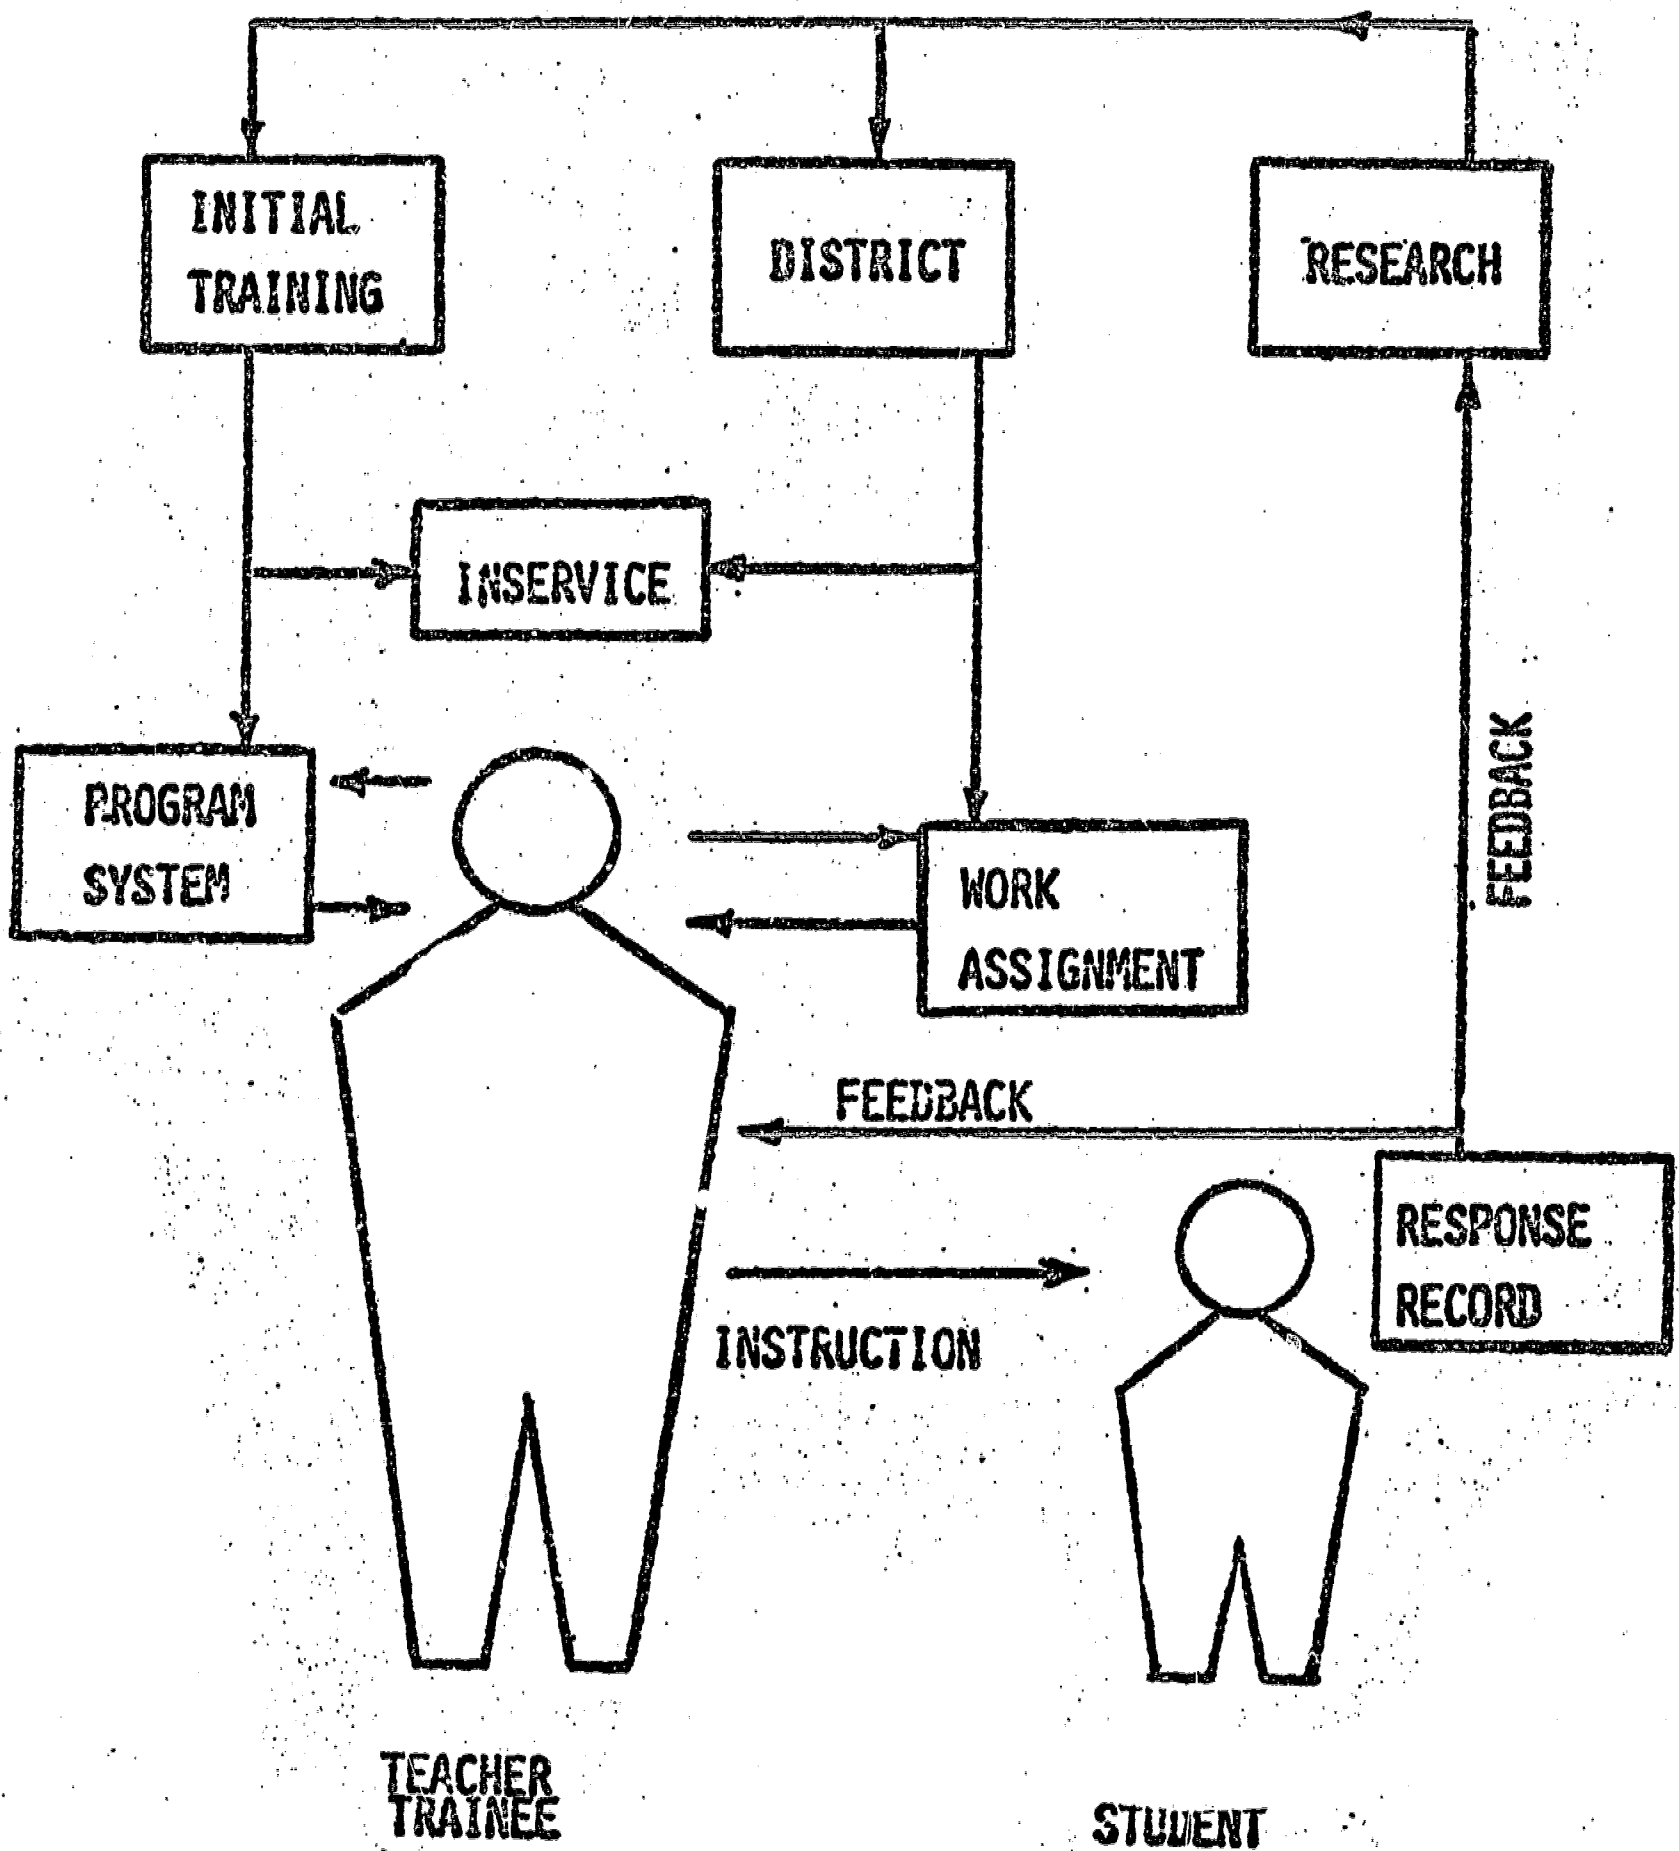 INITIAL
TRAINING
DISTRICT
RESEARCH
INSERVICE
PROGRAM
SYSTEM
WORK
ASSIGNMENT
FEEDBACK
FEEDBACK
RESPONSE
RECORD
INSTRUCTION
TEACHER
TRAINEE
STUDENT